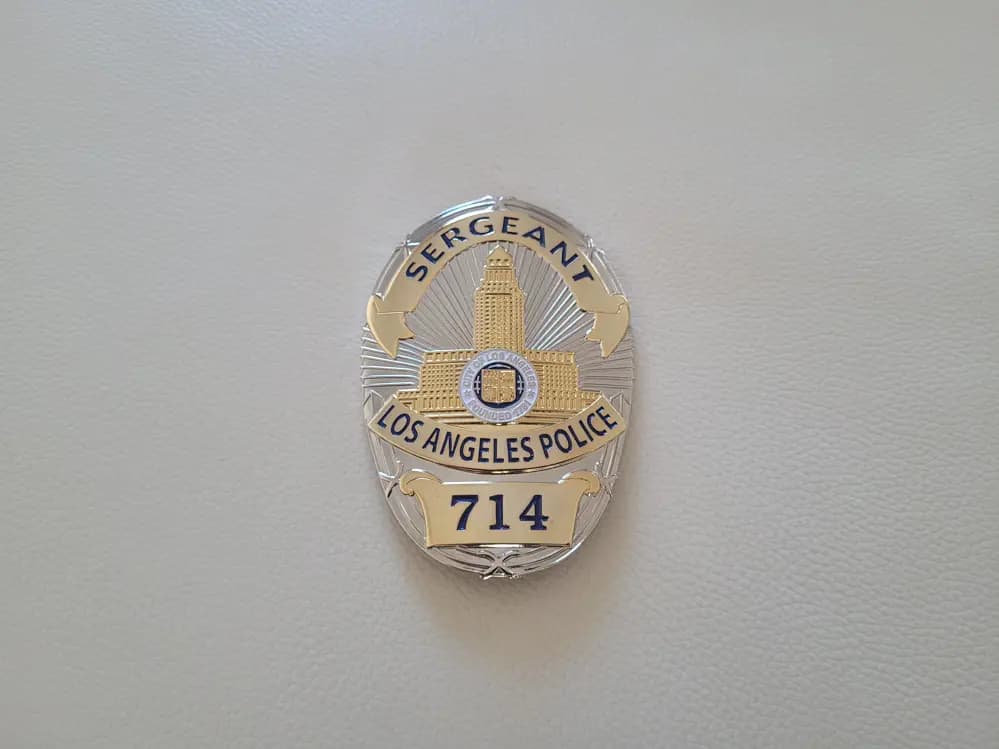 SERGEANT
CITY OF LOS ANGELES
FOUNDED 1781
LOS ANGELES POLICE
714